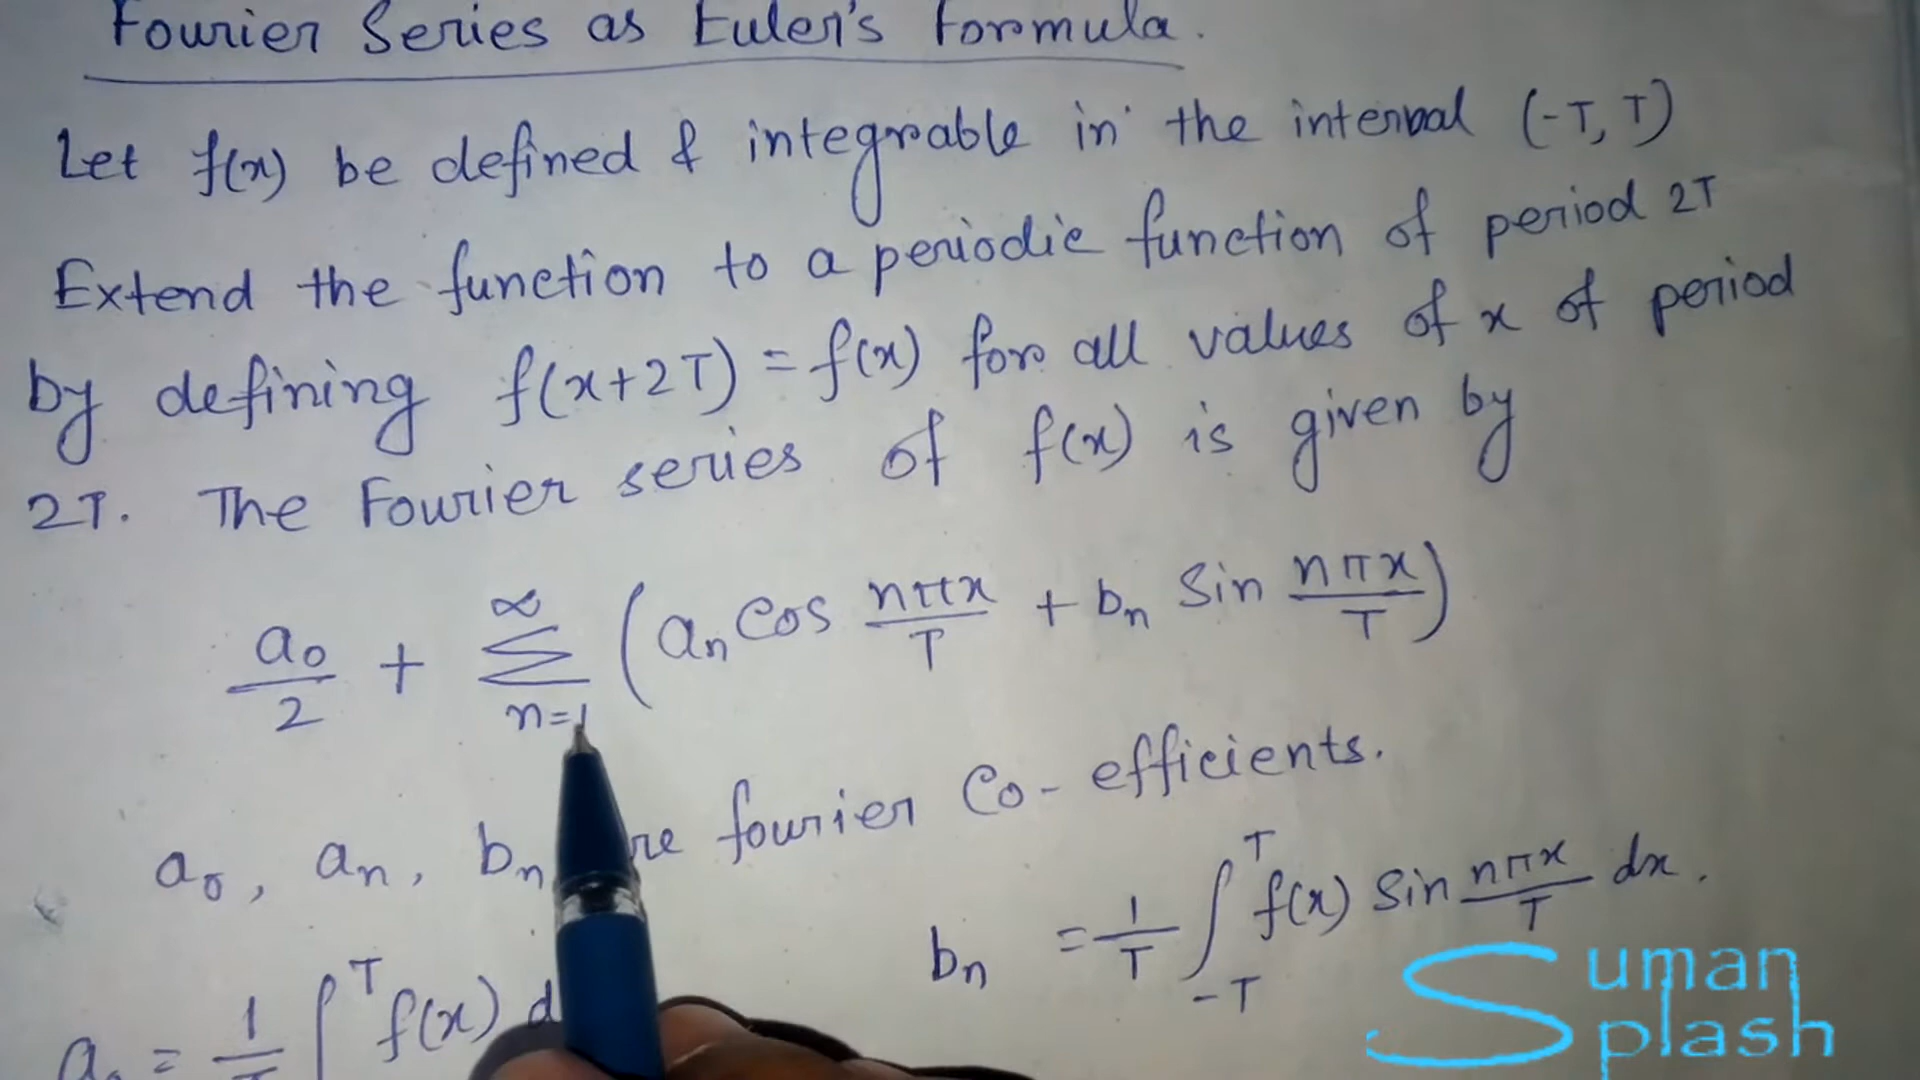 Fourier Series as Euler's Formula.
Let f(x) be defined & integrable in the interval (-T, T)
Extend the function to a periodic function of period 2T
by defining f(x+2T) = f(x) for all values of x of period
2T. The Fourier series of f(x) is given by
a₀/2 + ∑_{n=1}^{∞} (aₙ cos nπx/T + bₙ Sin nπx/T)
a₀, aₙ, bₙ are fourier Co-efficients.
bₙ = 1/T ∫_{-T}^{T} f(x) Sin nπx/T dx.
a₀ = 1/T ∫^{T} f(x) d
Suman
Splash